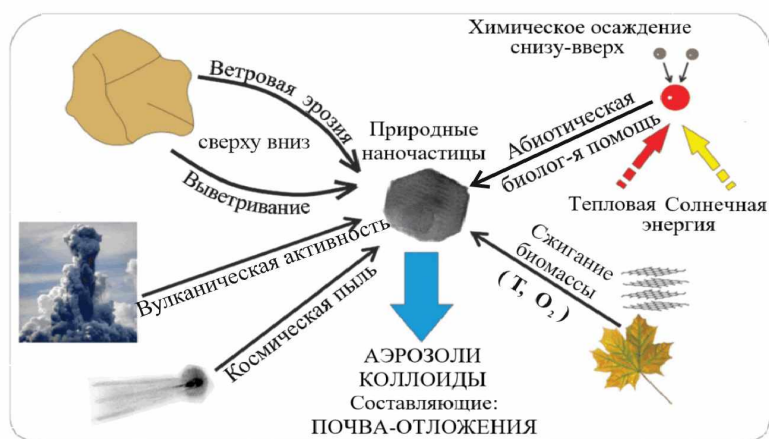 Химическое осаждение
снизу-вверх
Ветровая эрозия
сверху вниз
Выветривание
Природные
наночастицы
Абиотическая
биолог-я помощь
Тепловая Солнечная
энергия
Вулканическая активность
Космическая пыль
Сжигание
биомассы
(T, O₂)
АЭРОЗОЛИ
КОЛЛОИДЫ
Составляющие:
ПОЧВА-ОТЛОЖЕНИЯ